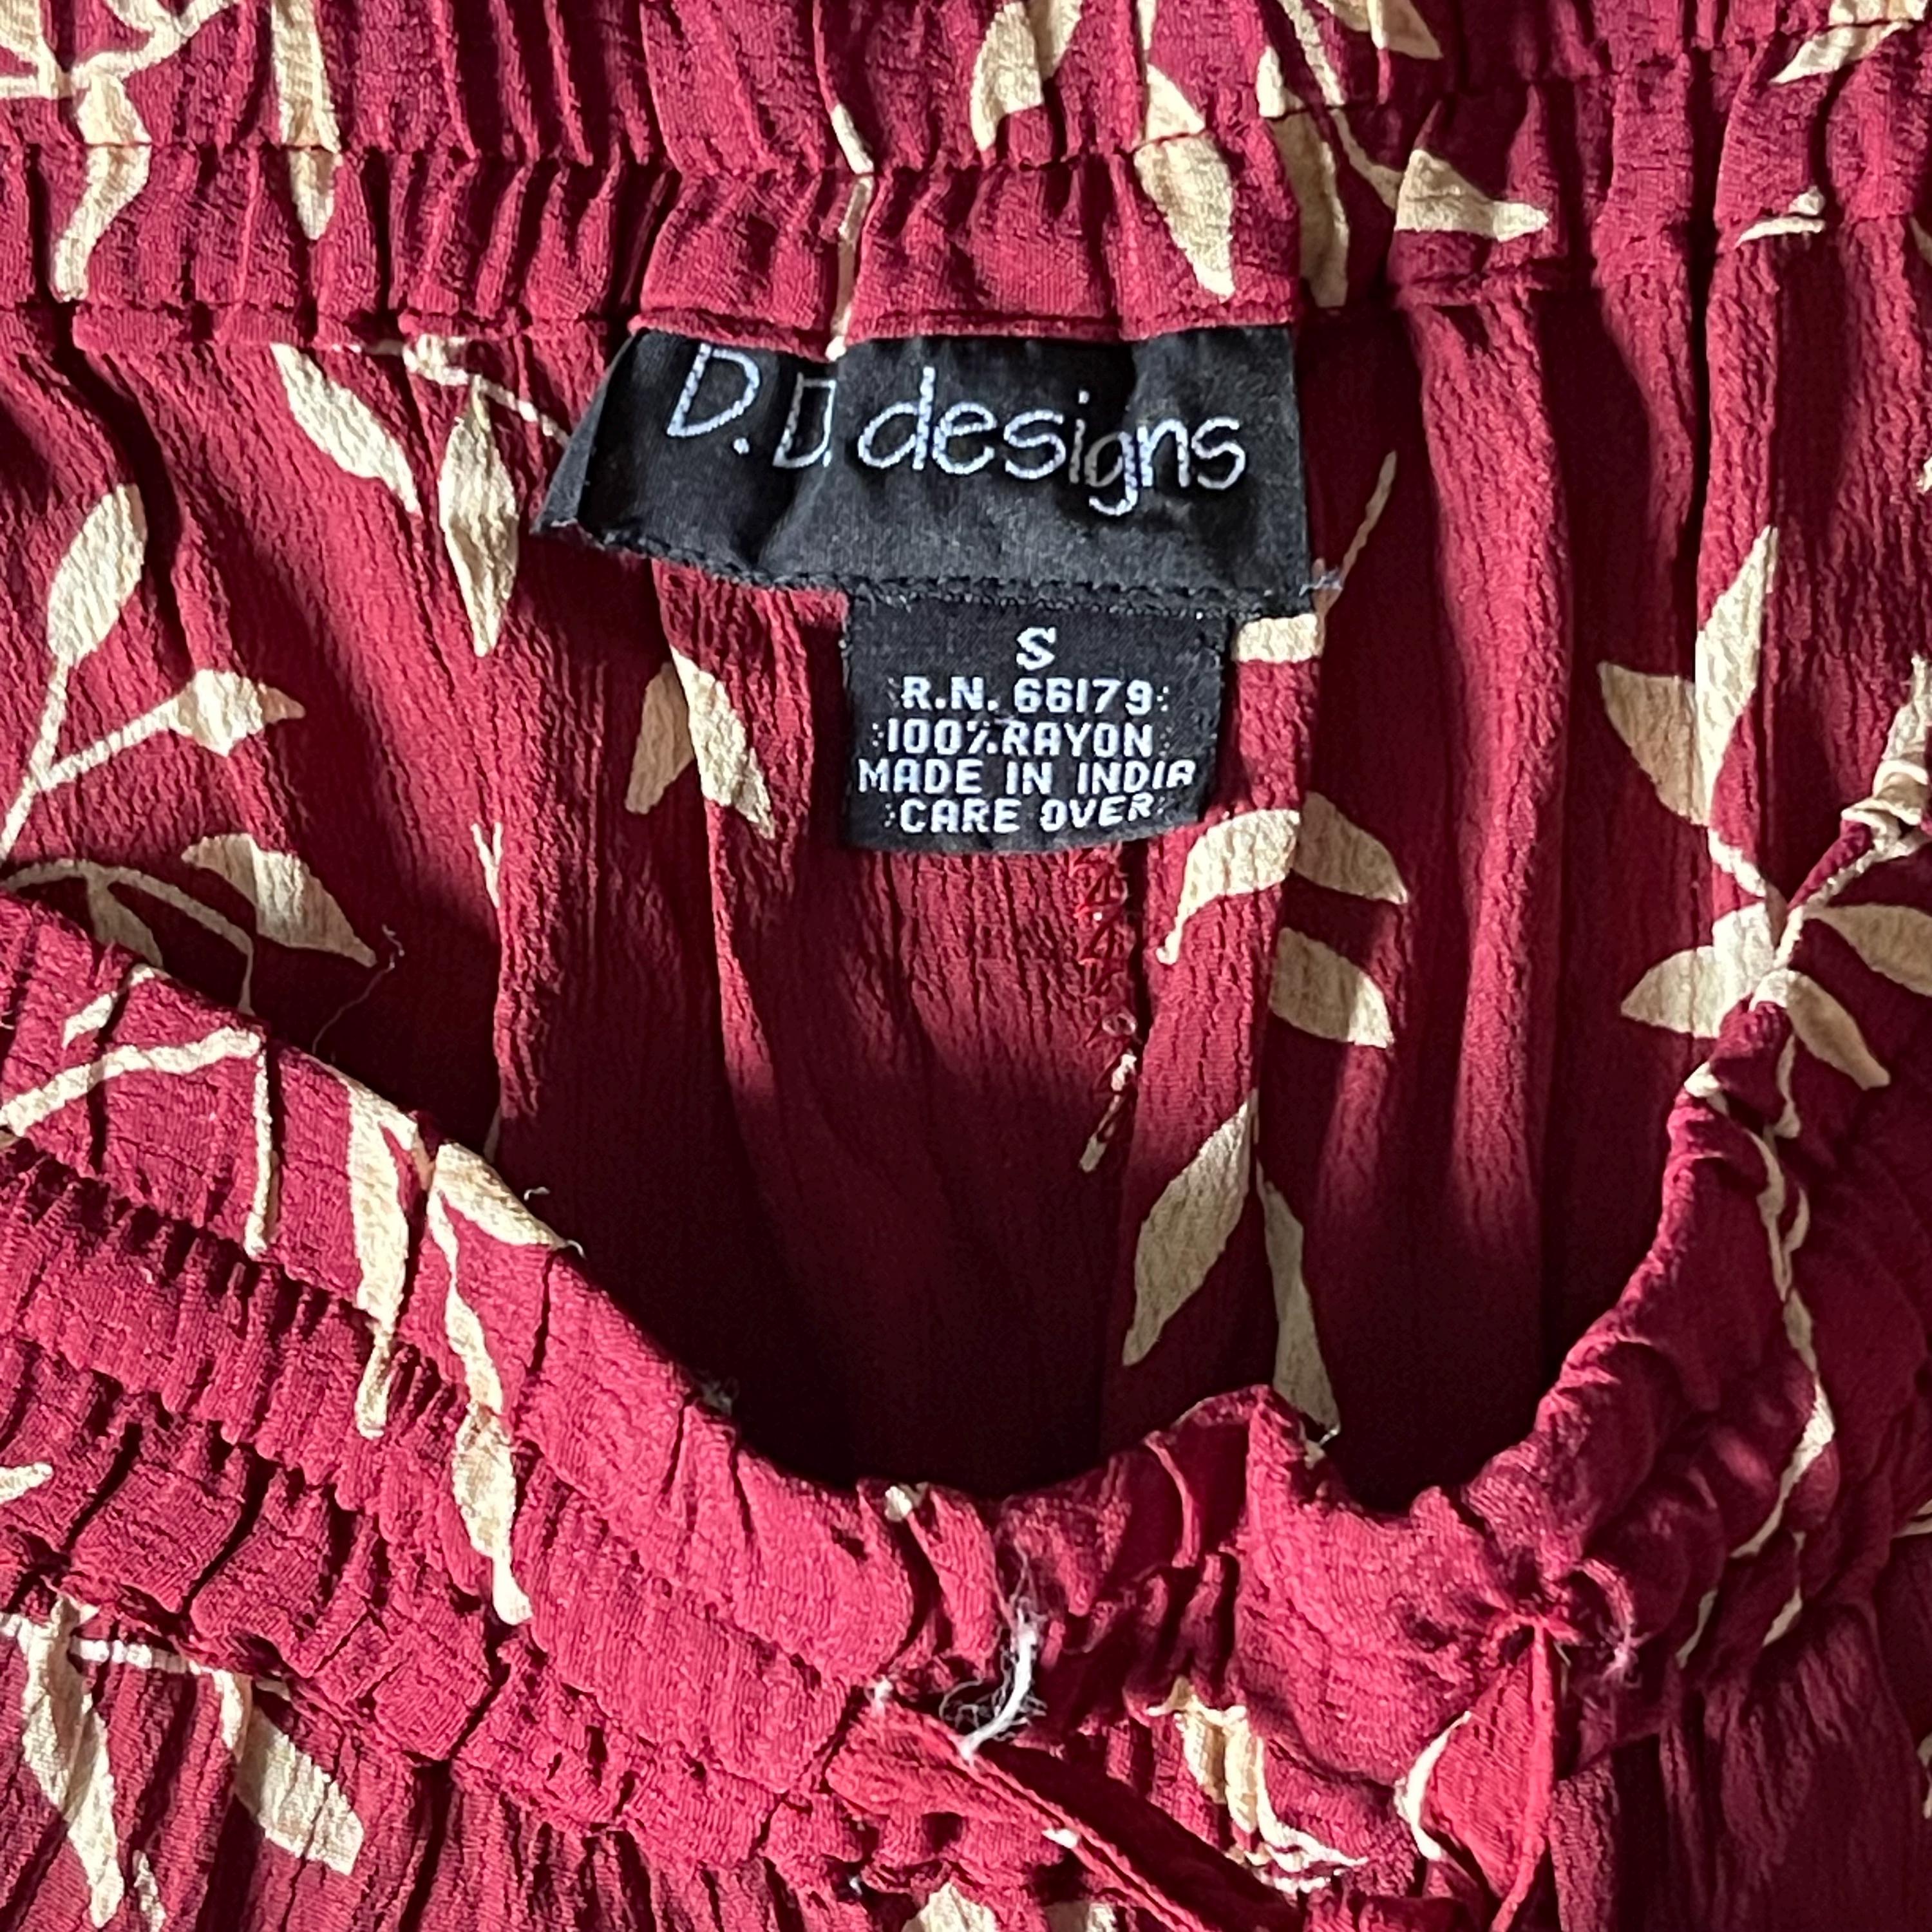 D.D designs
S
R.N. 66179
100% RAYON
MADE IN INDIA
CARE OVER